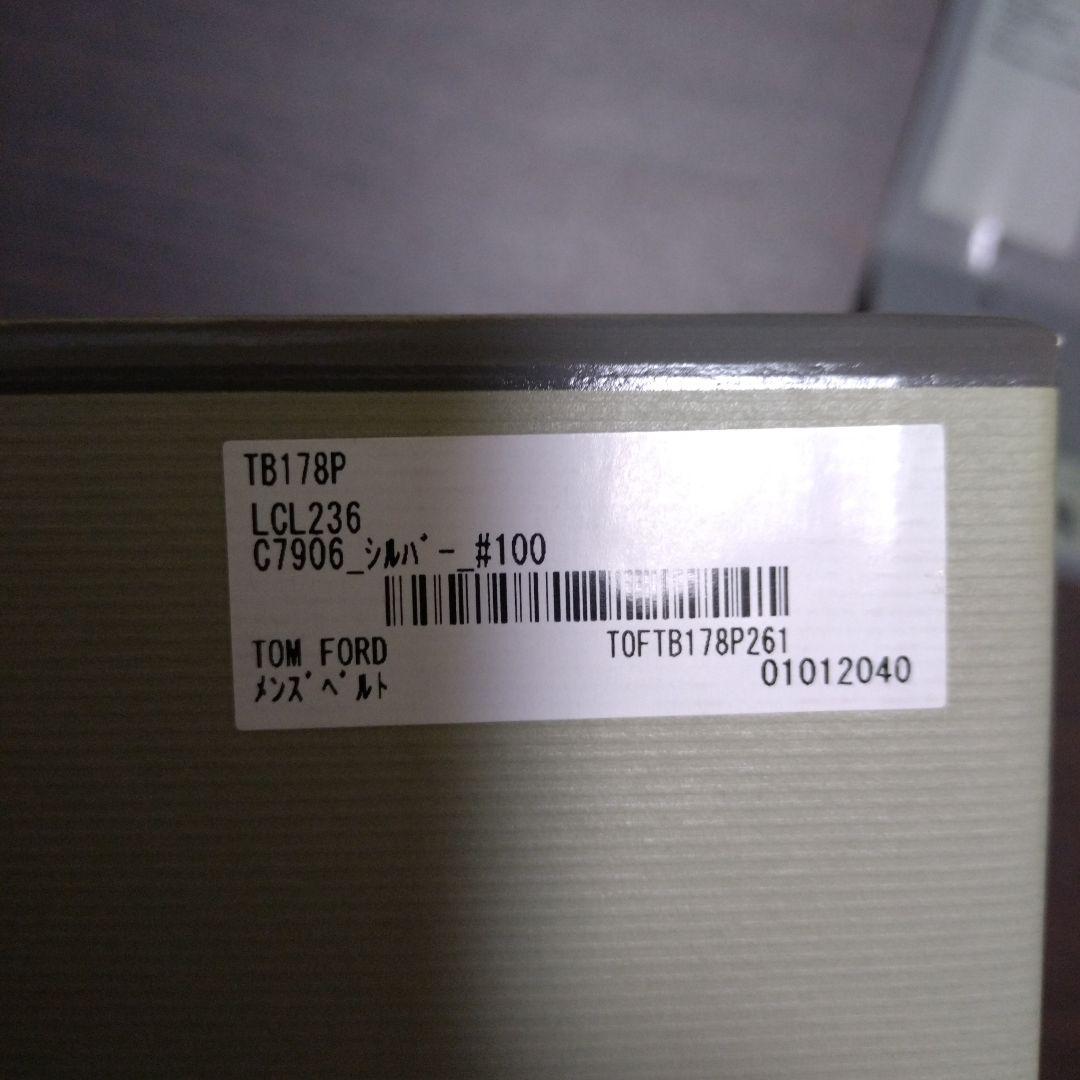 TB178P
LCL236
C7906_ｼﾙﾊﾞｰ_#100
TOFTB178P261
TOM FORD
01012040
ﾒﾝｽﾞﾍﾞﾙﾄ